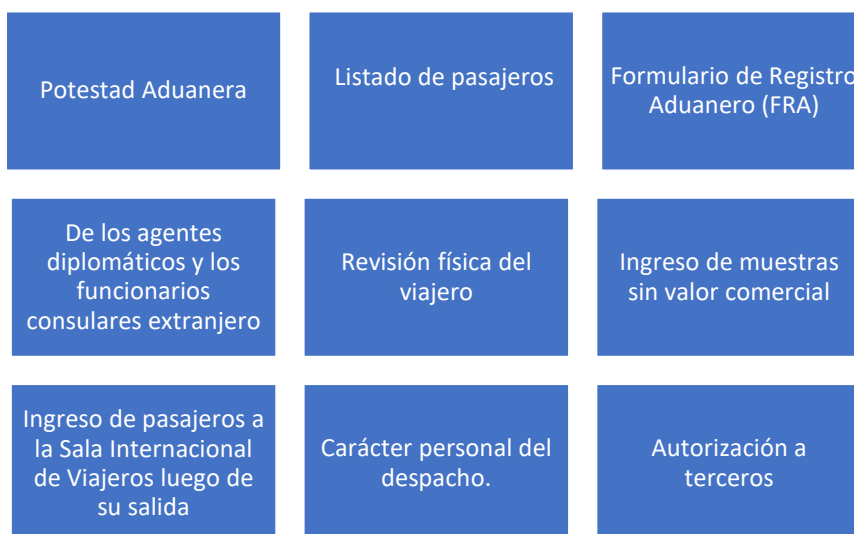 Potestad Aduanera
Listado de pasajeros
Formulario de Registro
Aduanero (FRA)
De los agentes
diplomáticos y los
funcionarios
consulares extranjero
Revisión física del
viajero
Ingreso de muestras
sin valor comercial
Ingreso de pasajeros a
la Sala Internacional
de Viajeros luego de
su salida
Carácter personal del
despacho.
Autorización a
terceros